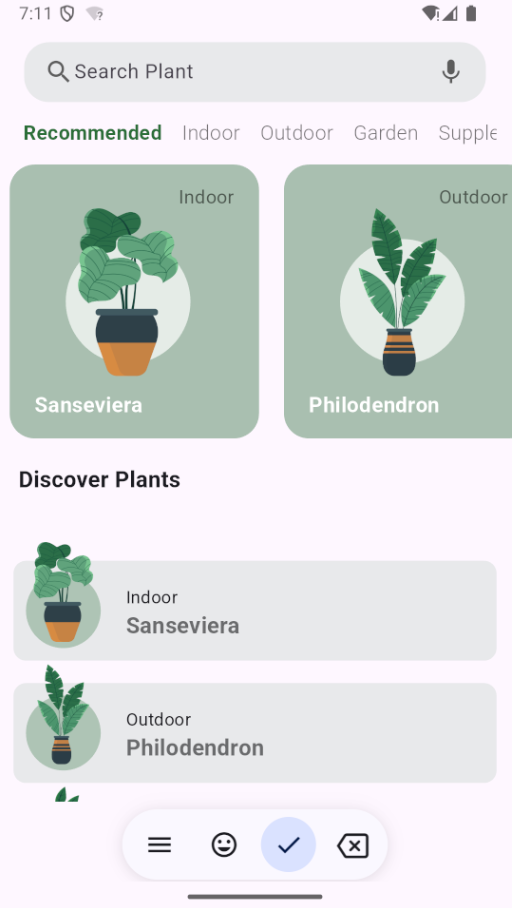 7:11
Search Plant
Recommended Indoor Outdoor Garden Supple
Indoor
Outdoor
Sanseviera
Philodendron
Discover Plants
Indoor
Sanseviera
Outdoor
Philodendron